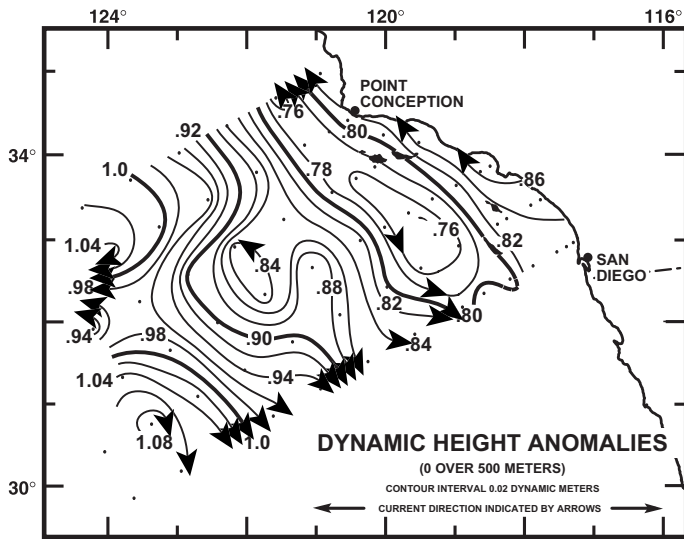 124° 120° 116°
POINT
CONCEPTION
.76
.80
.92
34°
.78
1.0
.86
.76
1.04
.82
SAN
DIEGO
.84
.98
.88
.82
.80
.94
.98
.90
.84
1.04
.94
1.08
1.0
DYNAMIC HEIGHT ANOMALIES
(0 OVER 500 METERS)
30°
CONTOUR INTERVAL 0.02 DYNAMIC METERS
CURRENT DIRECTION INDICATED BY ARROWS